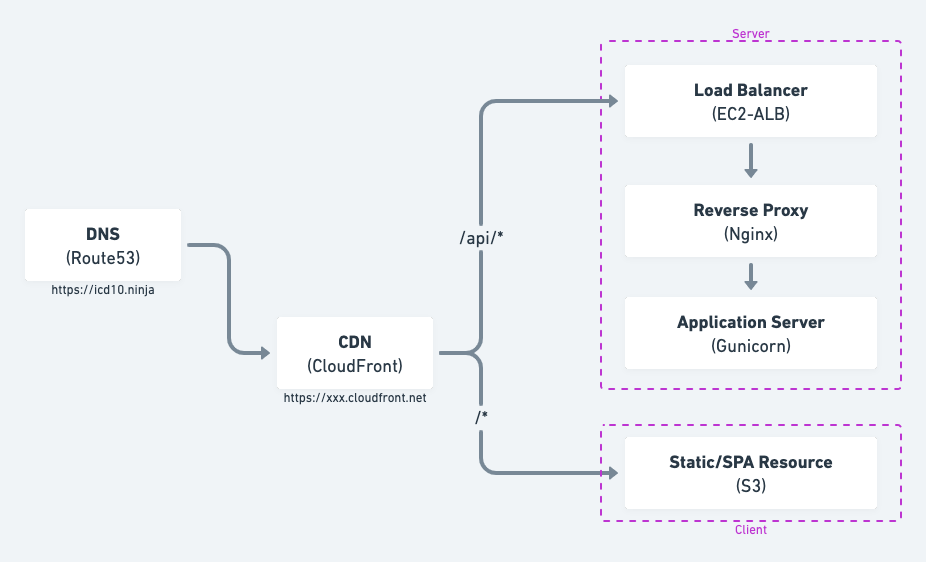 DNS
(Route53)
https://icd10.ninja
CDN
(CloudFront)
https://xxx.cloudfront.net
/api/*
/*
Server
Load Balancer
(EC2-ALB)
Reverse Proxy
(Nginx)
Application Server
(Gunicorn)
Static/SPA Resource
(S3)
Client